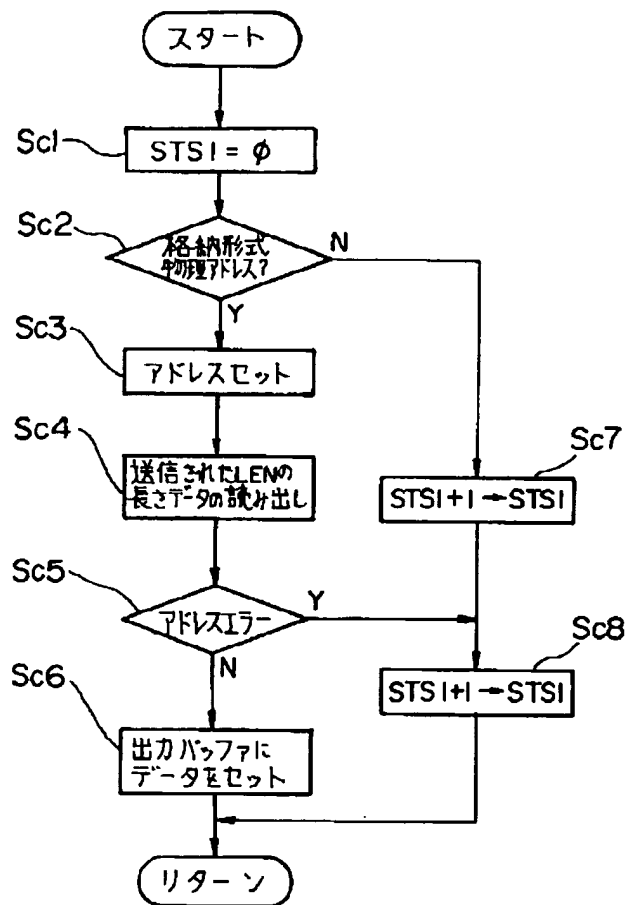 スタート
Sc1
STS1 = φ
Sc2
格納形式
物理アドレス?
N
Y
Sc3
アドレスセット
Sc4
送信されたLENの
長さデータの読み出し
Sc7
STS1+1→STS1
Sc5
アドレスエラー
Y
N
Sc8
STS1+1→STS1
Sc6
出力バッファに
データをセット
リターン